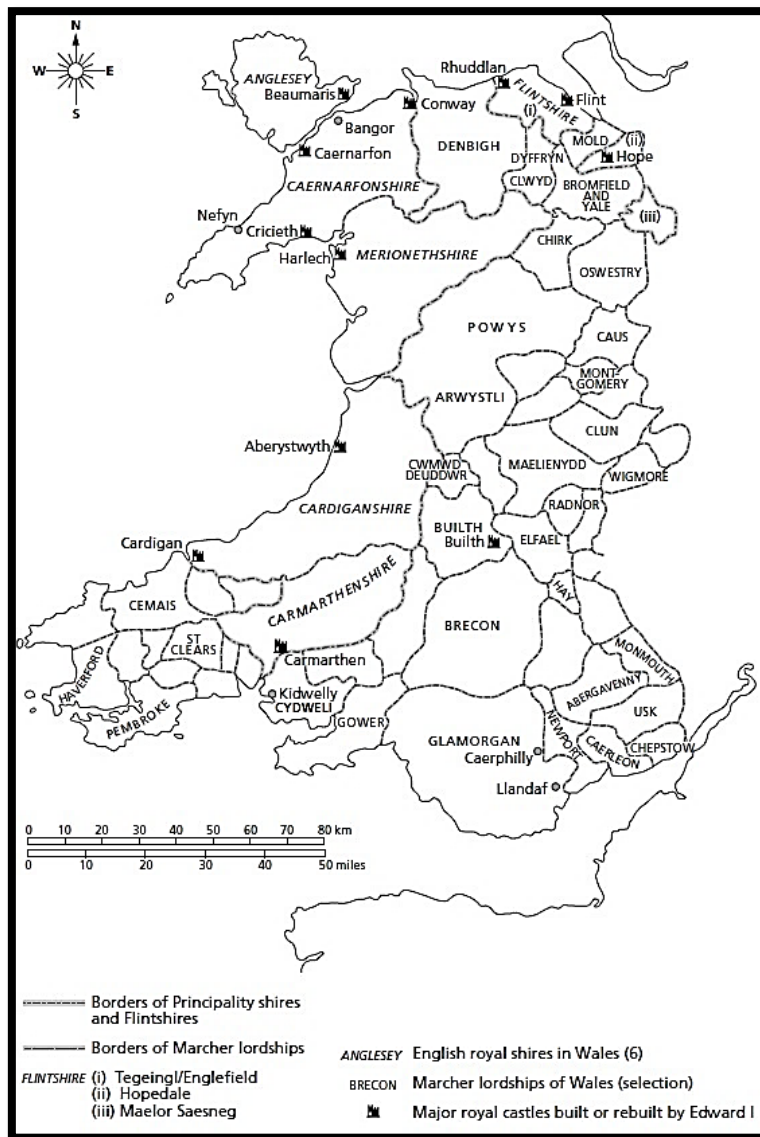 N
W
E
S
ANGLESEY
Beaumaris
Bangor
Caernarfon
CAERNARFONSHIRE
Nefyn
Cricieth
Harlech
Conway
Rhuddlan
FLINTSHIRE
(i)
Flint
DENBIGH
DYFFRYN
CLWYD
MOLD
(ii)
Hope
BROMFIELD
AND
YALE
(iii)
MERIONETHSHIRE
CHIRK
OSWESTRY
POWYS
CAUS
MONT-
GOMERY
ARWYSTLI
CLUN
Aberystwyth
CWMWD
DEUDDWR
MAELIENYDD
WIGMORE
CARDIGANSHIRE
RADNOR
BUILTH
Builth
ELFAEL
Cardigan
HAY
CEMAIS
CARMARTHENSHIRE
BRECON
ST
CLEARS
Carmarthen
HAVERFORD
PEMBROKE
Kidwelly
CYDWELI
GOWER
MONMOUTH
ABERGAVENNY
USK
GLAMORGAN
Caerphilly
NEWPORT
CAERLEON
CHEPSTOW
Llandaf
0 10 20 30 40 50 60 70 80 km
0 10 20 30 40 50 miles
Borders of Principality shires
and Flintshires
Borders of Marcher lordships
FLINTSHIRE (i) Tegeingl/Englefield
(ii) Hopedale
(iii) Maelor Saesneg
ANGLESEY English royal shires in Wales (6)
BRECON Marcher lordships of Wales (selection)
Major royal castles built or rebuilt by Edward I